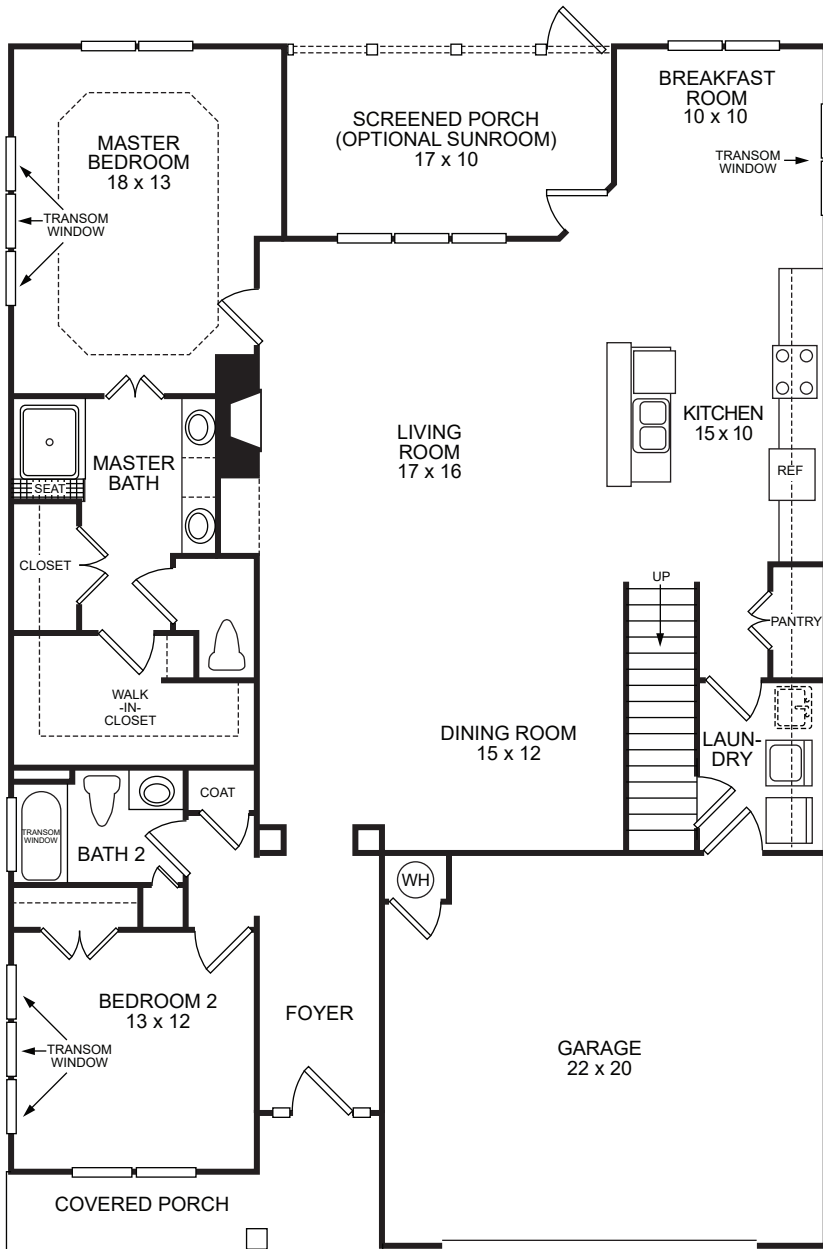 BREAKFAST
ROOM
10 x 10
SCREENED PORCH
(OPTIONAL SUNROOM)
17 x 10
MASTER
BEDROOM
18 x 13
TRANSOM
WINDOW
TRANSOM
WINDOW
LIVING
ROOM
17 x 16
KITCHEN
15 x 10
MASTER
BATH
SEAT
REF
CLOSET
UP
PANTRY
WALK
-IN-
CLOSET
DINING ROOM
15 x 12
LAUN-
DRY
COAT
TRANSOM
WINDOW
BATH 2
WH
BEDROOM 2
13 x 12
FOYER
TRANSOM
WINDOW
GARAGE
22 x 20
COVERED PORCH